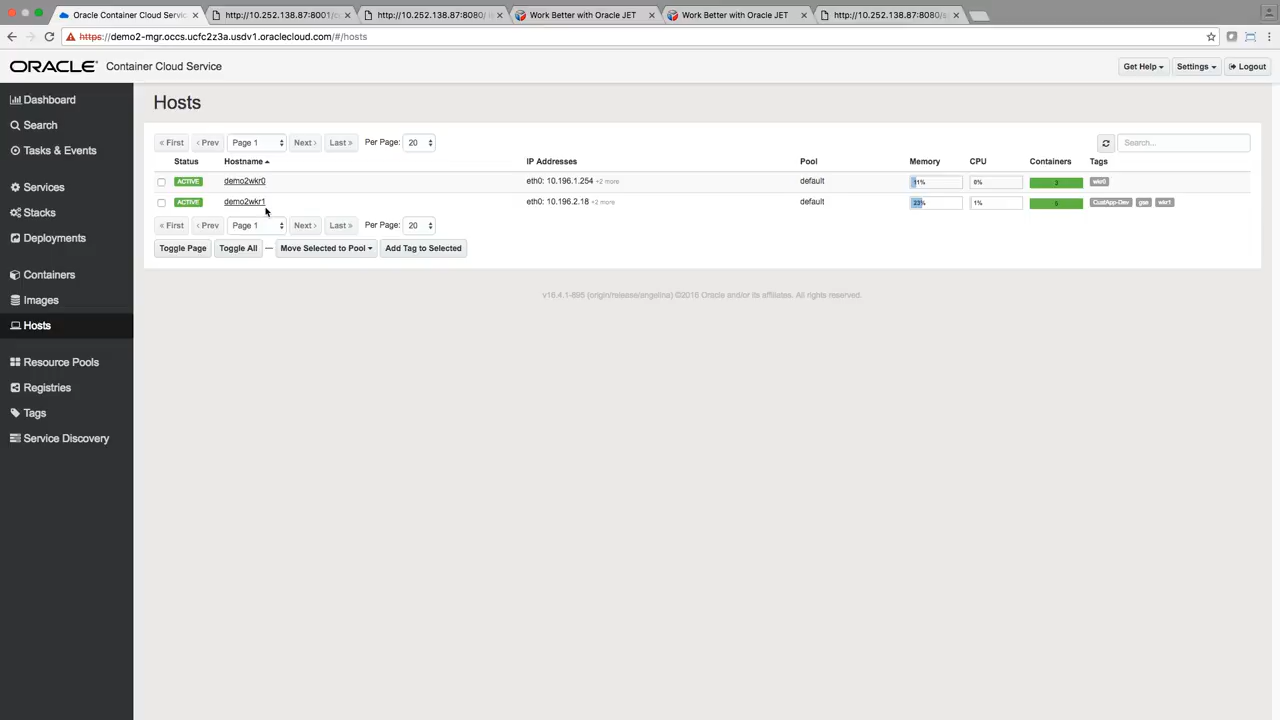 Oracle Container Cloud Servic
http://10.252.138.87:8001/
http://10.252.138.87:8080/
Work Better with Oracle JET
Work Better with Oracle JET
http://10.252.138.87:8080/
https://demo2-mgr.occs.ucfc2z3a.usdv1.oraclecloud.com/#/hosts
ORACLE Container Cloud Service
Get Help
Settings
Logout
Dashboard
Search
Tasks & Events
Services
Stacks
Deployments
Containers
Images
Hosts
Resource Pools
Registries
Tags
Service Discovery
Hosts
« First ‹ Prev Page 1 Next › Last » Per Page: 20 Search...
Status Hostname IP Addresses Pool Memory CPU Containers Tags
ACTIVE demo2wkr0 eth0: 10.196.1.254 +2 more default 11% 0% 3 wkr0
ACTIVE demo2wkr1 eth0: 10.196.2.18 +2 more default 23% 1% CustApp-Dev gse wkr1
« First ‹ Prev Page 1 Next › Last » Per Page: 20
Toggle Page Toggle All — Move Selected to Pool Add Tag to Selected
v16.4.1-695 (origin/release/angelina) ©2016 Oracle and/or its affiliates. All rights reserved.